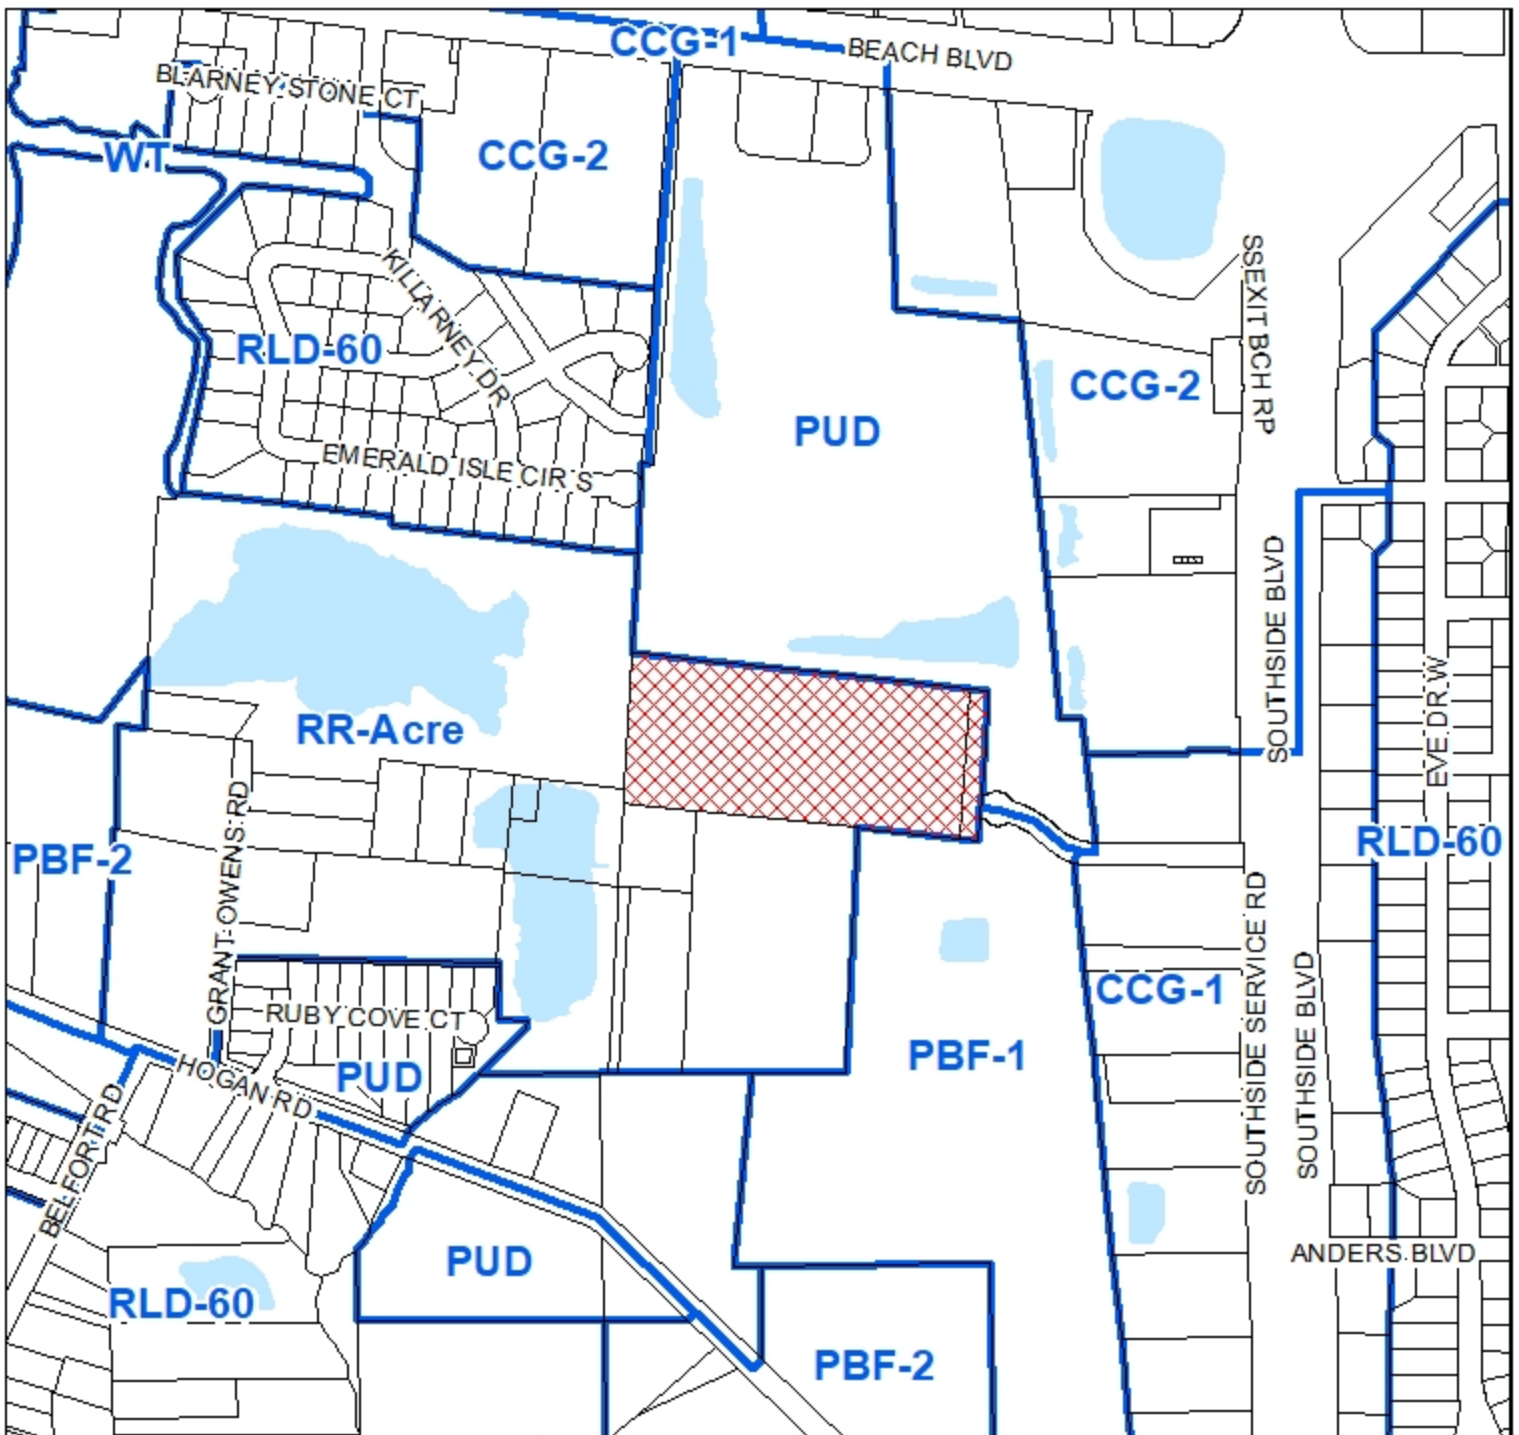 CCG-1
BEACH BLVD
BLARNEY STONE CT
WT
CCG-2
KILLARNEY DR
SSEXIT BCH RP
RLD-60
CCG-2
PUD
EMERALD ISLE CIR S
SOUTHSIDE BLVD
EVE DR W
RR-Acre
GRANT OWENS RD
PBF-2
RLD-60
SOUTHSIDE SERVICE RD
SOUTHSIDE BLVD
CCG-1
RUBY COVE CT
PBF-1
HOGAN RD
PUD
BELFORT RD
ANDERS BLVD
PUD
RLD-60
PBF-2